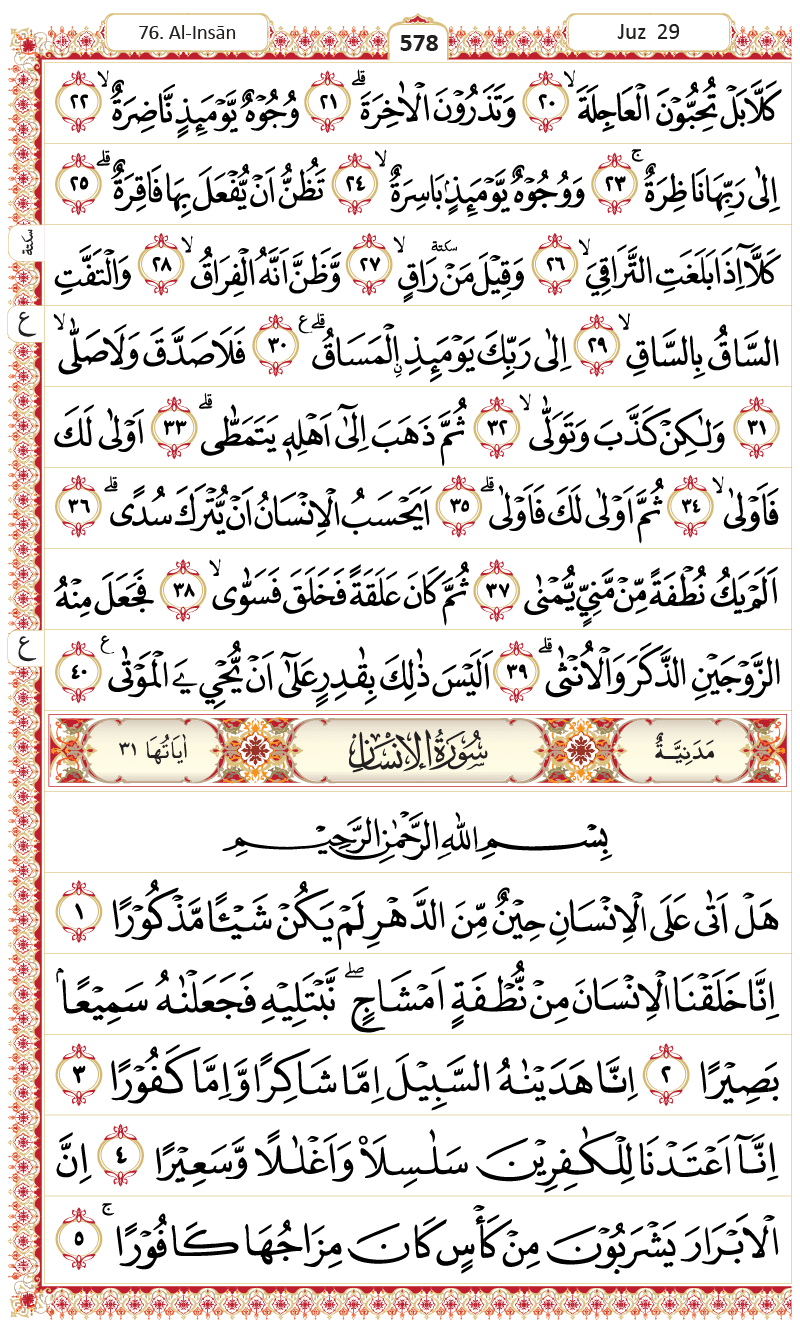 76. Al-Insān
578
Juz 29
كَلَّا بَلْ تُحِبُّوْنَ الْعَاجِلَةَ ۙ ﴿٢٠﴾ وَتَذَرُوْنَ الْاٰخِرَةَ ۗ ﴿٢١﴾ وُجُوْهٌ يَّوْمَىِٕذٍ نَّاضِرَةٌ ۙ ﴿٢٢﴾
اِلٰى رَبِّهَا نَاظِرَةٌ ۚ ﴿٢٣﴾ وَوُجُوْهٌ يَّوْمَىِٕذٍۢ بَاسِرَةٌ ۙ ﴿٢٤﴾ تَظُنُّ اَنْ يُّفْعَلَ بِهَا فَاقِرَةٌ ۗ ﴿٢٥﴾
كَلَّآ اِذَا بَلَغَتِ التَّرَاقِيَ ۙ ﴿٢٦﴾ وَقِيْلَ مَنْ ۜ رَاقٍ ۙ ﴿٢٧﴾ وَّظَنَّ اَنَّهُ الْفِرَاقُ ۙ ﴿٢٨﴾ وَالْتَفَّتِ
سكتة
السَّاقُ بِالسَّاقِ ۙ ﴿٢٩﴾ اِلٰى رَبِّكَ يَوْمَىِٕذِ ۨالْمَسَاقُ ۗ ع ﴿٣٠﴾ فَلَا صَدَّقَ وَلَا صَلّٰى ۙ
ع
﴿٣١﴾ وَلٰكِنْ كَذَّبَ وَتَوَلّٰى ۙ ﴿٣٢﴾ ثُمَّ ذَهَبَ اِلٰٓى اَهْلِهٖ يَتَمَطّٰى ۗ ﴿٣٣﴾ اَوْلٰى لَكَ
فَاَوْلٰى ۙ ﴿٣٤﴾ ثُمَّ اَوْلٰى لَكَ فَاَوْلٰى ۗ ﴿٣٥﴾ اَيَحْسَبُ الْاِنْسَانُ اَنْ يُّتْرَكَ سُدًى ۗ ﴿٣٦﴾
اَلَمْ يَكُ نُطْفَةً مِّنْ مَّنِيٍّ يُّمْنٰى ﴿٣٧﴾ ثُمَّ كَانَ عَلَقَةً فَخَلَقَ فَسَوّٰى ۙ ﴿٣٨﴾ فَجَعَلَ مِنْهُ
الزَّوْجَيْنِ الذَّكَرَ وَالْاُنْثٰى ۗ ﴿٣٩﴾ اَلَيْسَ ذٰلِكَ بِقٰدِرٍ عَلٰٓى اَنْ يُّحْيِۦَ الْمَوْتٰى ع ﴿٤٠﴾
ع
مَدَنِيَّةٌ سُوْرَةُ الْاِنْسَانِ اٰيَاتُهَا ٣١
بِسْمِ اللّٰهِ الرَّحْمٰنِ الرَّحِيْمِ
هَلْ اَتٰى عَلَى الْاِنْسَانِ حِيْنٌ مِّنَ الدَّهْرِ لَمْ يَكُنْ شَيْـًٔا مَّذْكُوْرًا ﴿١﴾
اِنَّا خَلَقْنَا الْاِنْسَانَ مِنْ نُّطْفَةٍ اَمْشَاجٍ ۖ نَّبْتَلِيْهِ فَجَعَلْنٰهُ سَمِيْعًاۢ
بَصِيْرًا ﴿٢﴾ اِنَّا هَدَيْنٰهُ السَّبِيْلَ اِمَّا شَاكِرًا وَّاِمَّا كَفُوْرًا ﴿٣﴾
اِنَّآ اَعْتَدْنَا لِلْكٰفِرِيْنَ سَلٰسِلَا۟ وَاَغْلٰلًا وَّسَعِيْرًا ﴿٤﴾ اِنَّ
الْاَبْرَارَ يَشْرَبُوْنَ مِنْ كَأْسٍ كَانَ مِزَاجُهَا كَافُوْرًا ۚ ﴿٥﴾